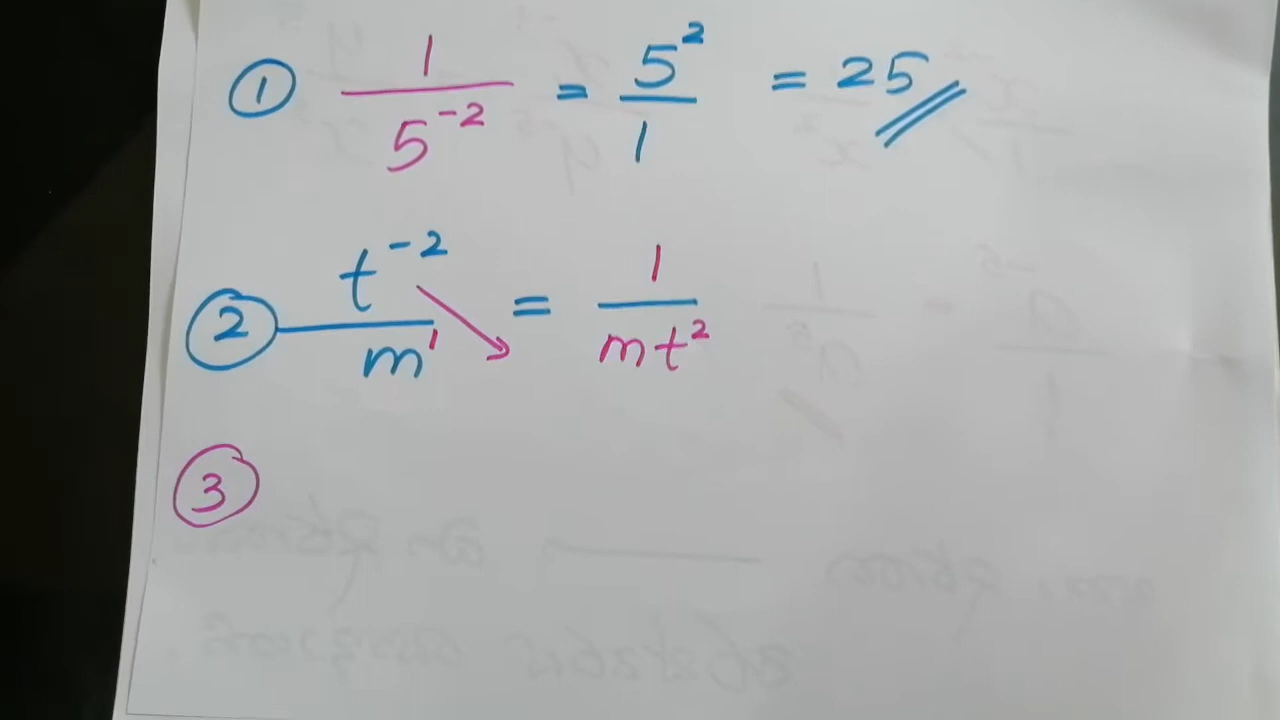 ① 1/5⁻² = 5²/1 = 25
② t⁻²/m¹ = 1/mt²
③